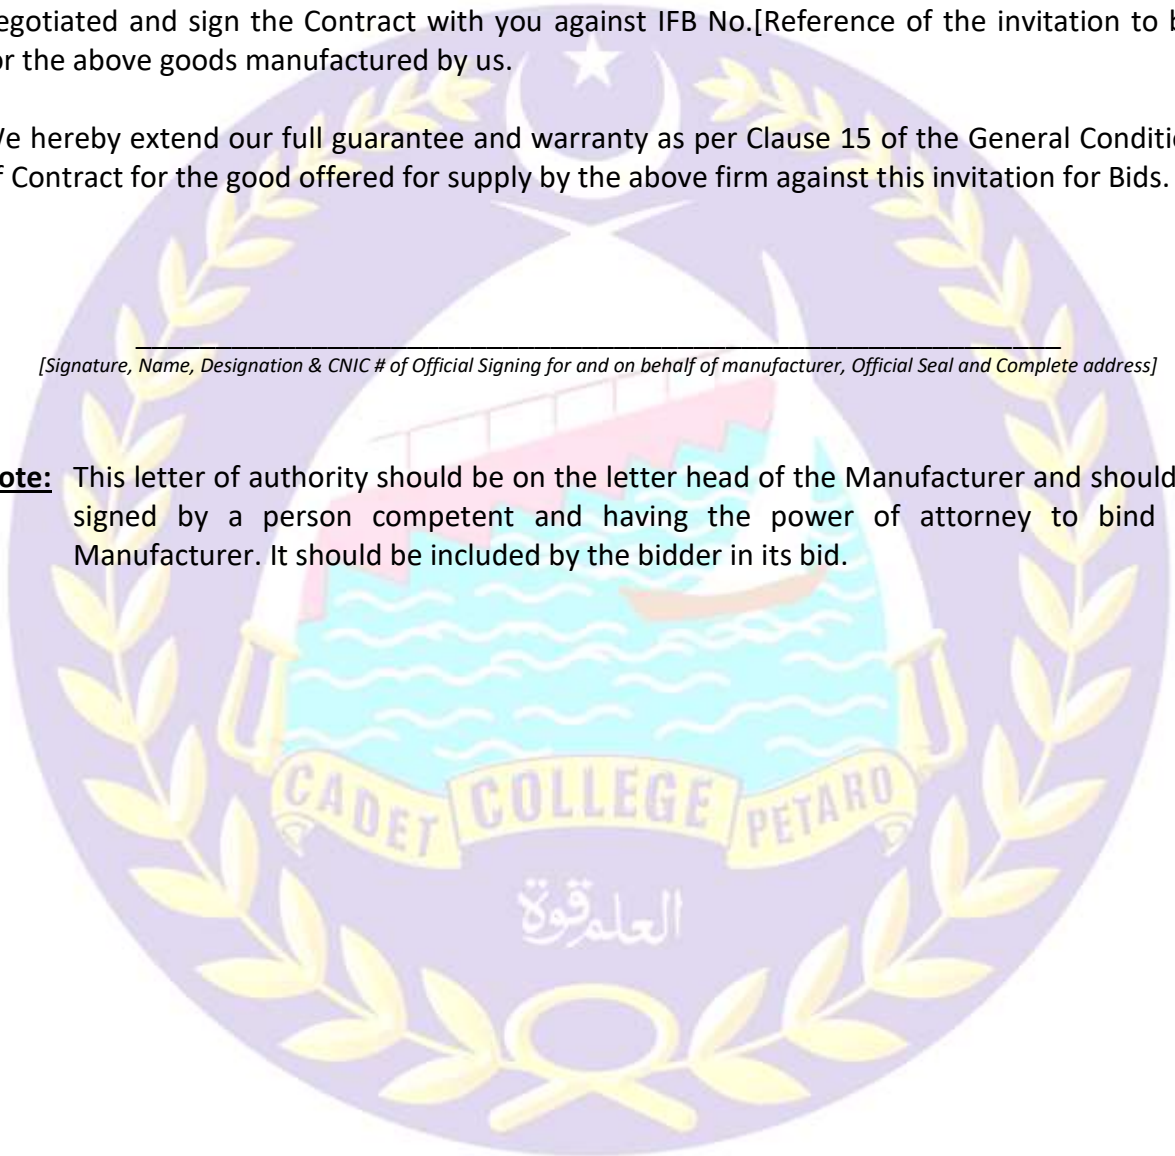 egotiated and sign the Contract with you against IFB No.[Reference of the invitation to b
or the above goods manufactured by us.
We hereby extend our full guarantee and warranty as per Clause 15 of the General Conditio
f Contract for the good offered for supply by the above firm against this invitation for Bids.
[Signature, Name, Designation & CNIC # of Official Signing for and on behalf of manufacturer, Official Seal and Complete address]
ote: This letter of authority should be on the letter head of the Manufacturer and should
signed by a person competent and having the power of attorney to bind
Manufacturer. It should be included by the bidder in its bid.
CADET COLLEGE PETARO
العلم قوة